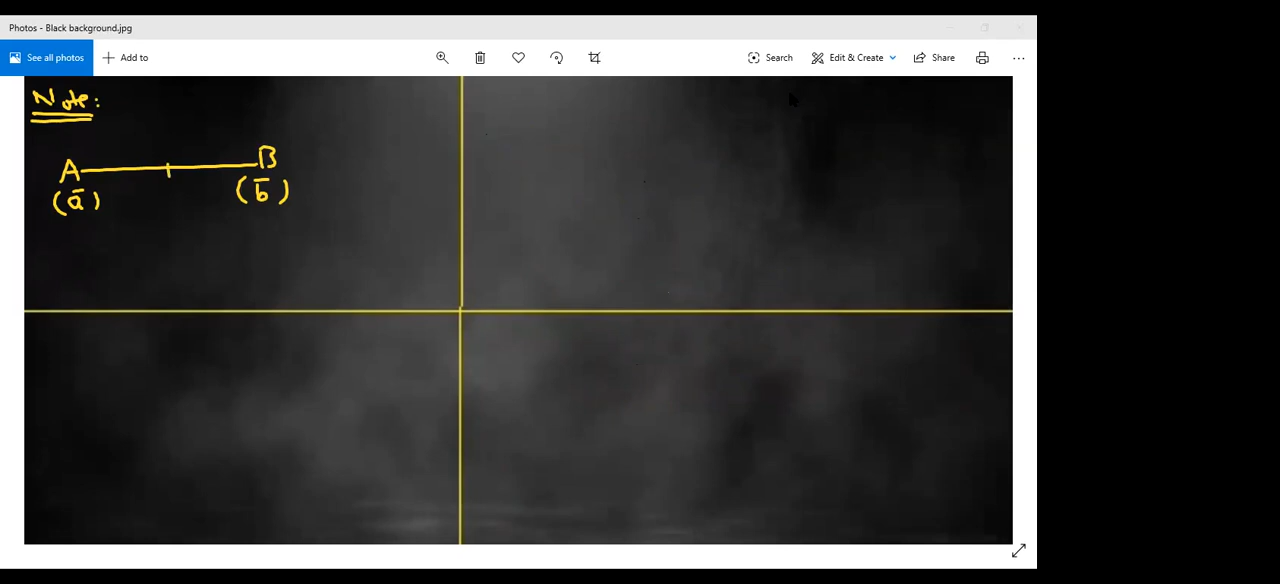 Photos - Black background.jpg
See all photos
Add to
Search
Edit & Create
Share
Note:
A B
(a̅) (b̅)